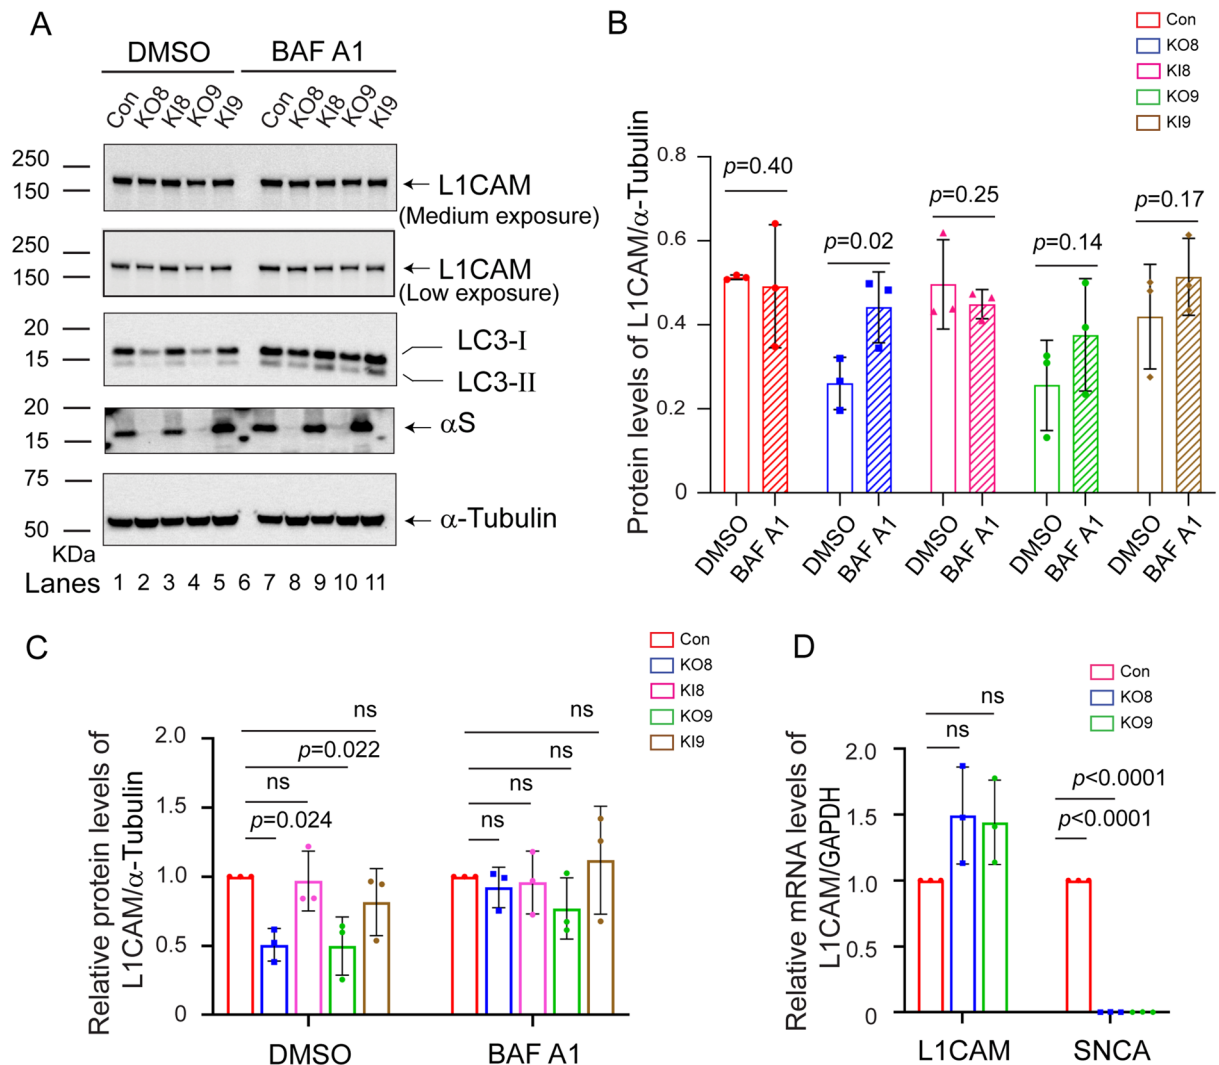 A
DMSO BAF A1
Con KO8 KI8 KO9 KI9 Con KO8 KI8 KO9 KI9
250
150
L1CAM
(Medium exposure)
250
150
L1CAM
(Low exposure)
20
15
LC3-I
LC3-II
20
15
αS
75
50
α-Tubulin
KDa
Lanes 1 2 3 4 5 6 7 8 9 10 11
B
Con
KO8
KI8
KO9
KI9
Protein levels of L1CAM/α-Tubulin
0.8
0.6
0.4
0.2
0
p=0.40
p=0.02
p=0.25
p=0.14
p=0.17
DMSO BAF A1 DMSO BAF A1 DMSO BAF A1 DMSO BAF A1 DMSO BAF A1
C
Con
KO8
KI8
KO9
KI9
Relative protein levels of
L1CAM/α-Tubulin
2.0
1.5
1.0
0.5
0
ns
p=0.022
ns
p=0.024
ns
ns
ns
ns
DMSO BAF A1
D
Con
KO8
KO9
Relative mRNA levels of
L1CAM/GAPDH
2.0
1.5
1.0
0.5
0
ns
ns
p<0.0001
p<0.0001
L1CAM SNCA